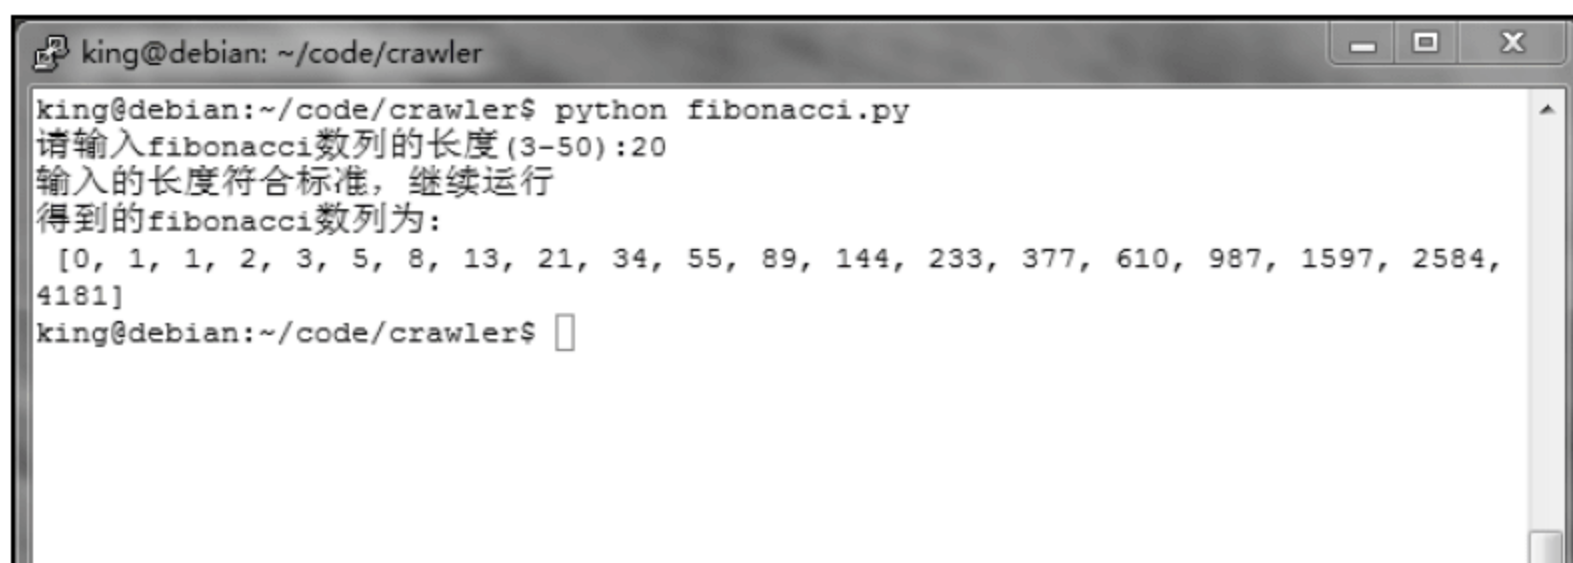 king@debian: ~/code/crawler
king@debian:~/code/crawler$ python fibonacci.py
请输入fibonacci数列的长度(3-50):20
输入的长度符合标准，继续运行
得到的fibonacci数列为:
[0, 1, 1, 2, 3, 5, 8, 13, 21, 34, 55, 89, 144, 233, 377, 610, 987, 1597, 2584,
4181]
king@debian:~/code/crawler$